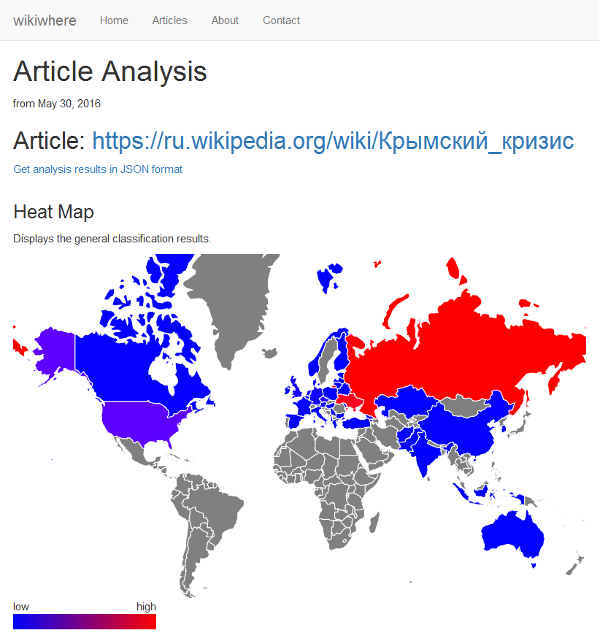 wikiwhere Home Articles About Contact
Article Analysis
from May 30, 2016
Article: https://ru.wikipedia.org/wiki/Крымский_кризис
Get analysis results in JSON format
Heat Map
Displays the general classification results.
low high